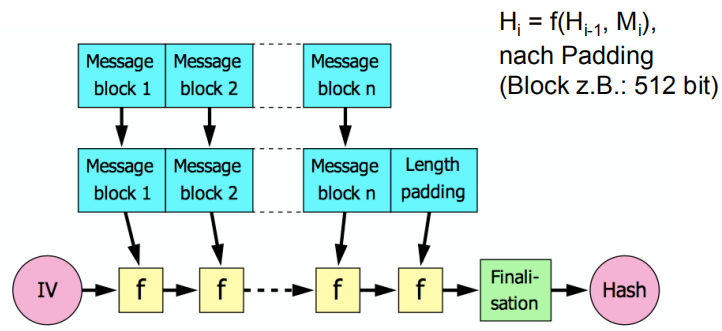 H_i = f(H_{i-1}, M_i),
nach Padding
(Block z.B.: 512 bit)
Message block 1
Message block 2
Message block n
Message block 1
Message block 2
Message block n
Length padding
IV
f
f
f
f
Finali-
sation
Hash